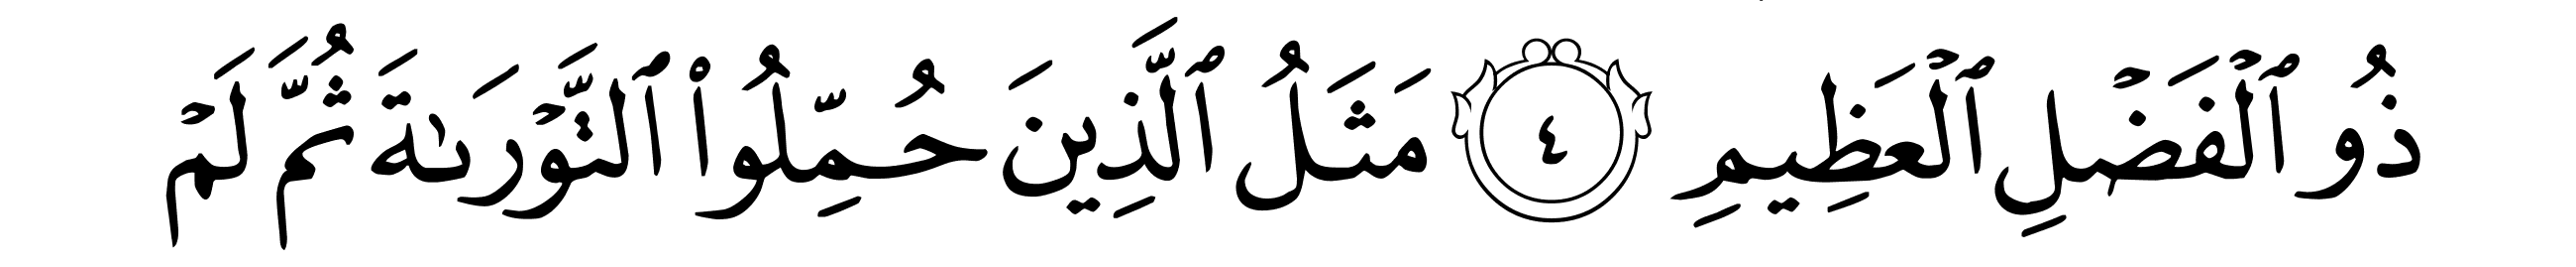 ذُو ٱلْفَضْلِ ٱلْعَظِيمِ ٤ مَثَلُ ٱلَّذِينَ حُمِّلُوا۟ ٱلتَّوْرَىٰةَ ثُمَّ لَمْ